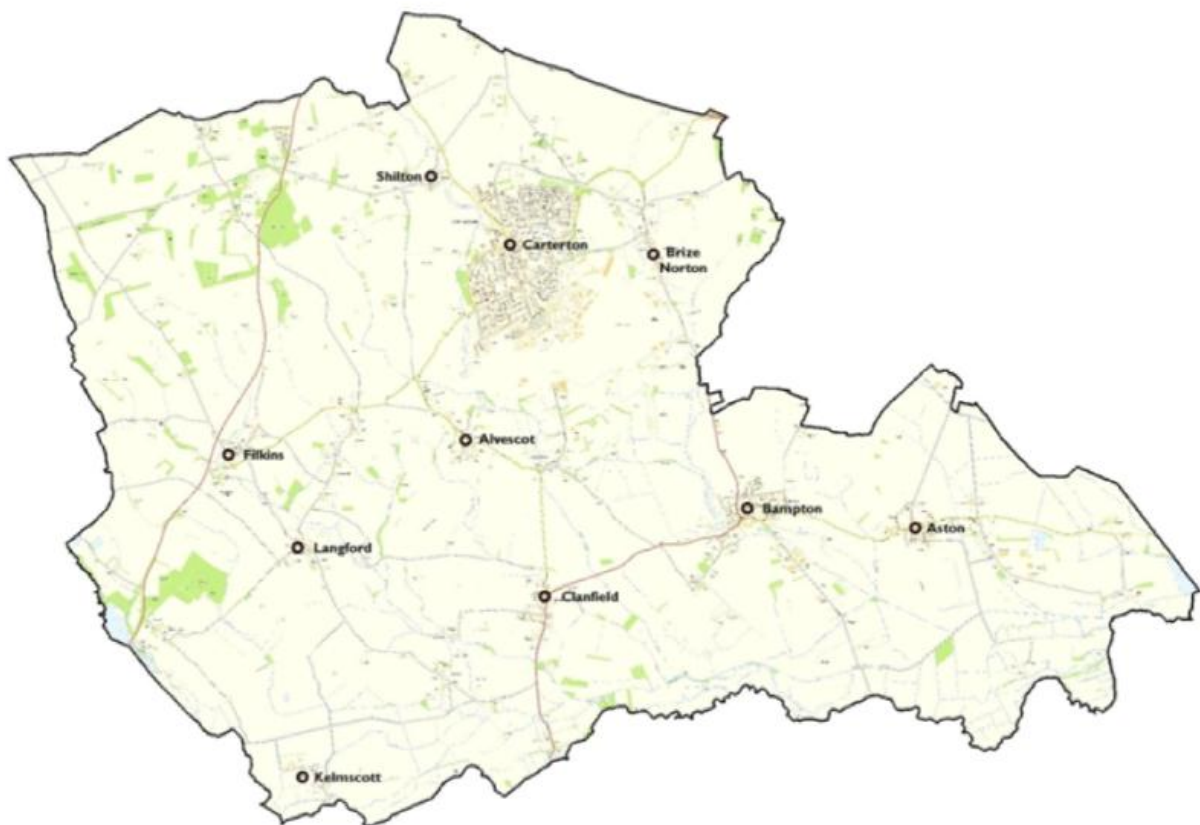 Shilton
Carterton
Brize
Norton
Alvescot
Filkins
Bampton
Aston
Langford
Clanfield
Kelmscott